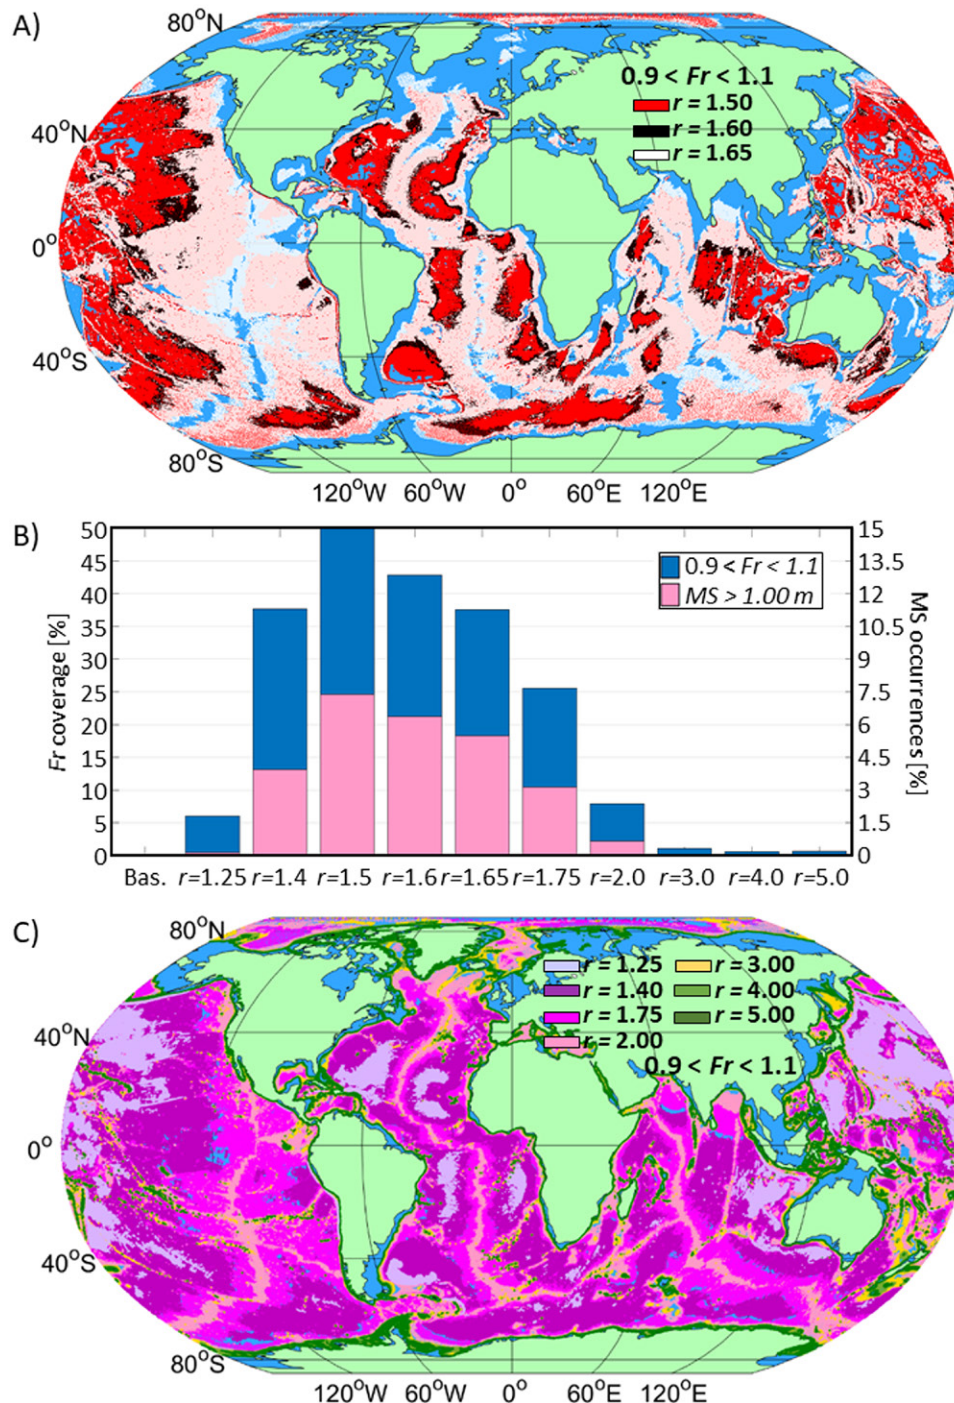 A)
80°N
40°N
0°
40°S
80°S
120°W 60°W 0° 60°E 120°E
0.9 < Fr < 1.1
r = 1.50
r = 1.60
r = 1.65
B)
50
45
40
35
30
25
20
15
10
5
0
Fr coverage [%]
15
13.5
12
10.5
9
7.5
6
4.5
3
1.5
0
MS occurrences [%]
0.9 < Fr < 1.1
MS > 1.00 m
Bas. r=1.25 r=1.4 r=1.5 r=1.6 r=1.65 r=1.75 r=2.0 r=3.0 r=4.0 r=5.0
C)
80°N
40°N
0°
40°S
80°S
120°W 60°W 0° 60°E 120°E
r = 1.25 r = 3.00
r = 1.40 r = 4.00
r = 1.75 r = 5.00
r = 2.00
0.9 < Fr < 1.1